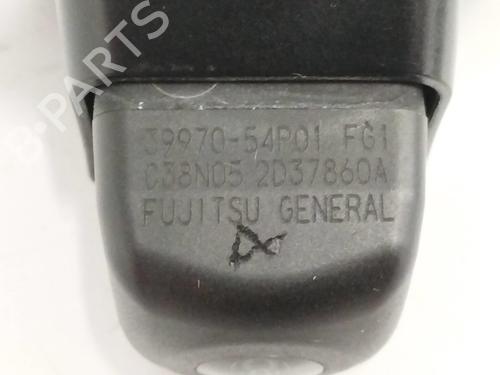 B-PARTS
39970-54P01 FG1
C38N05 2D37860A
FUJITSU GENERAL